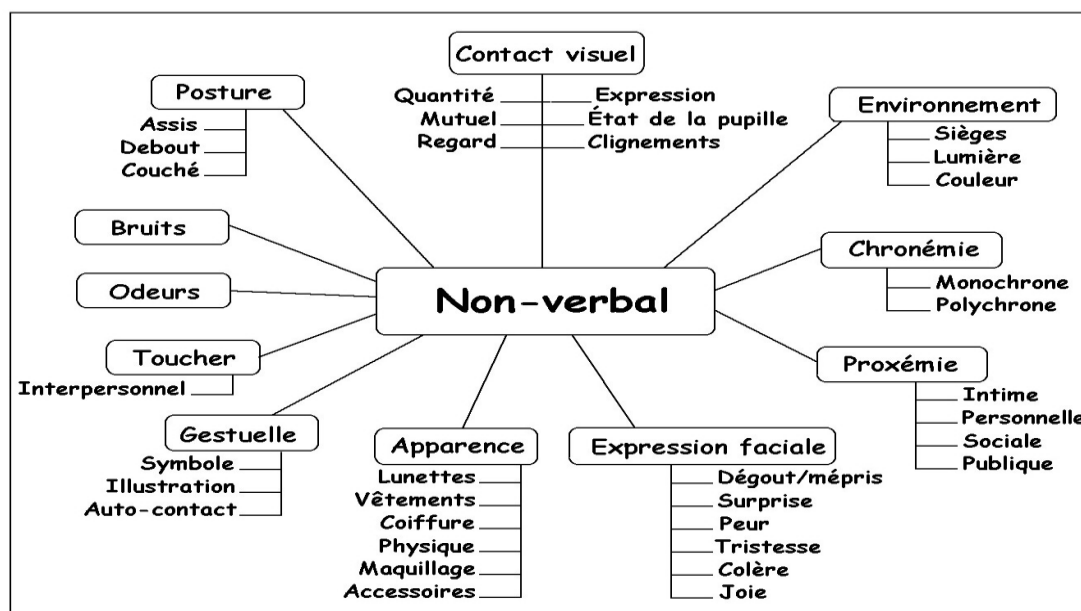 Contact visuel
Quantité
Expression
Mutuel
État de la pupille
Regard
Clignements
Posture
Assis
Debout
Couché
Environnement
Sièges
Lumière
Couleur
Bruits
Odeurs
Chronémie
Monochrone
Polychrone
Non-verbal
Toucher
Interpersonnel
Proxémie
Intime
Personnelle
Sociale
Publique
Gestuelle
Symbole
Illustration
Auto-contact
Apparence
Lunettes
Vêtements
Coiffure
Physique
Maquillage
Accessoires
Expression faciale
Dégout/mépris
Surprise
Peur
Tristesse
Colère
Joie